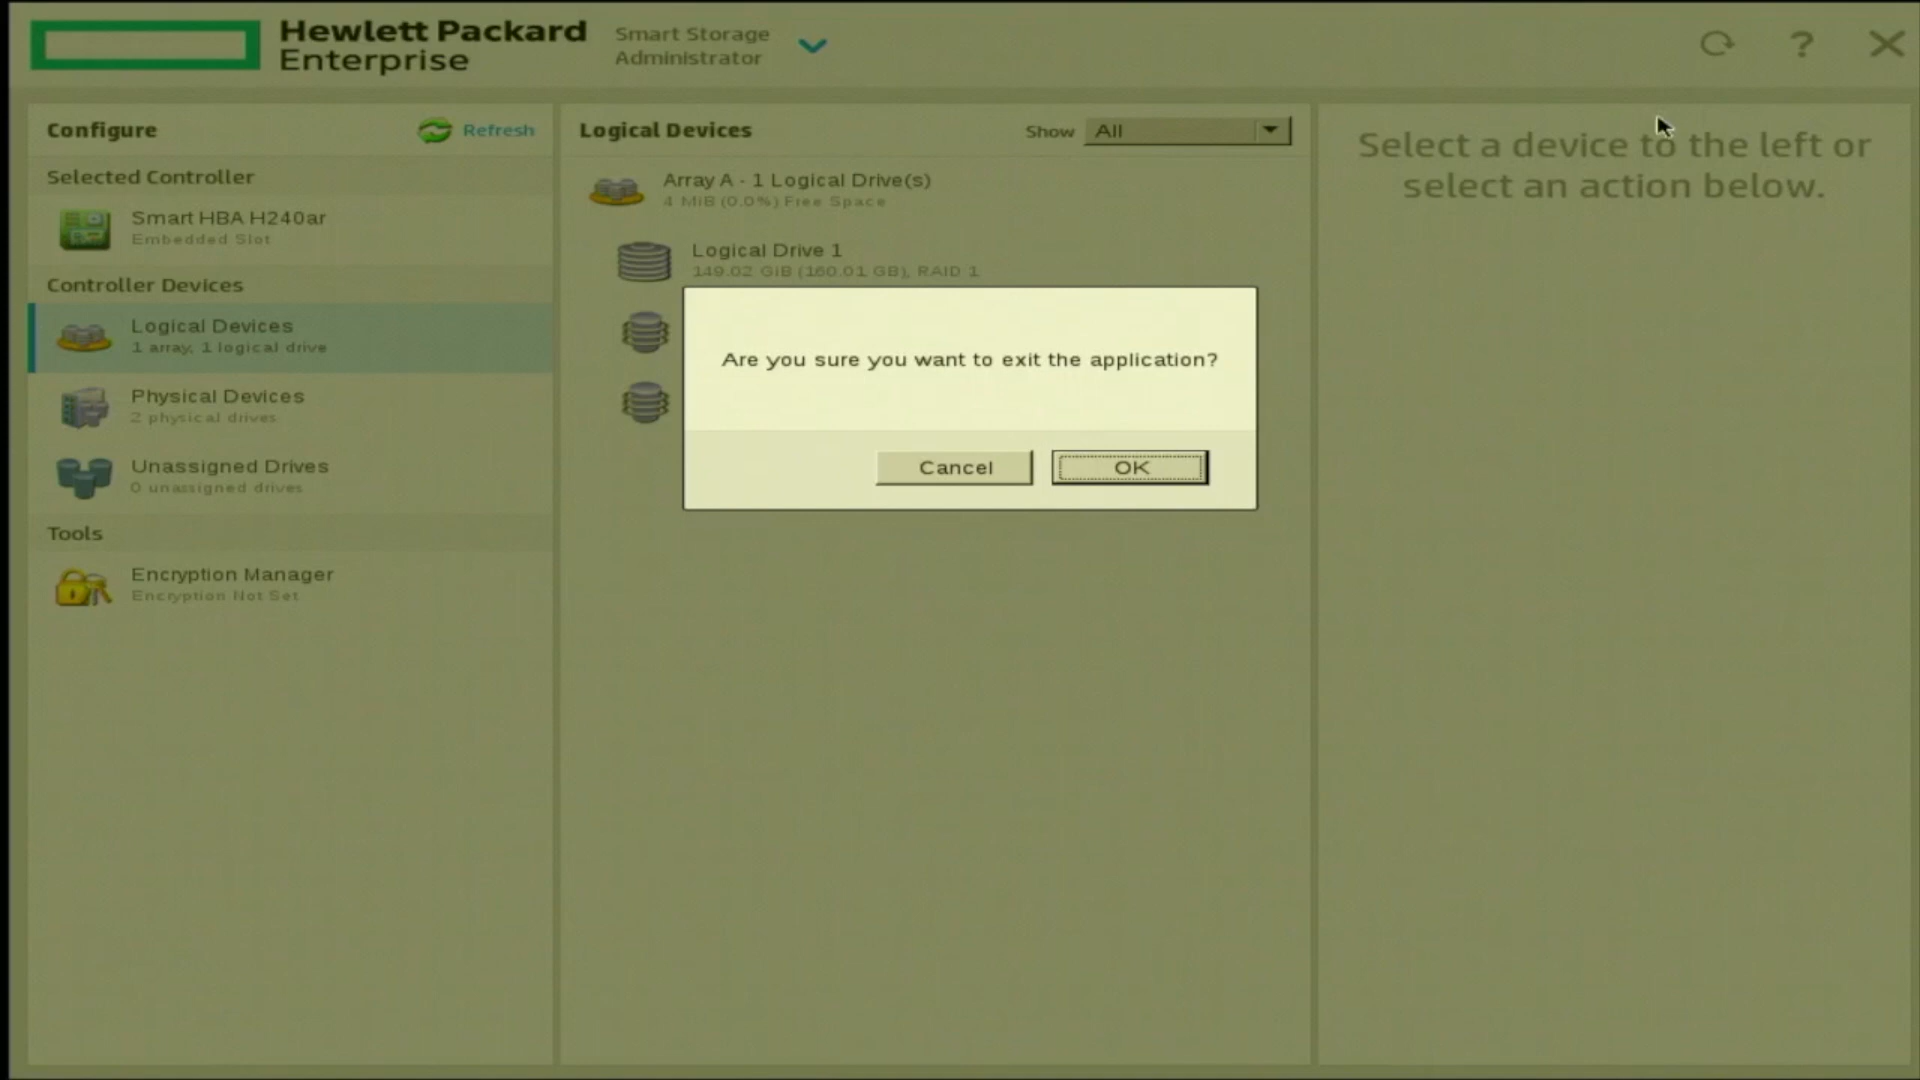 Hewlett Packard
Enterprise
Smart Storage
Administrator
?
Configure
Refresh
Selected Controller
Smart HBA H240ar
Embedded Slot
Controller Devices
Logical Devices
1 array, 1 logical drive
Physical Devices
2 physical drives
Unassigned Drives
0 unassigned drives
Tools
Encryption Manager
Encryption Not Set
Logical Devices
Show All
Array A - 1 Logical Drive(s)
4 MiB (0.0%) Free Space
Logical Drive 1
149.02 GiB (160.01 GB), RAID 1
Are you sure you want to exit the application?
Cancel OK
Select a device to the left or
select an action below.